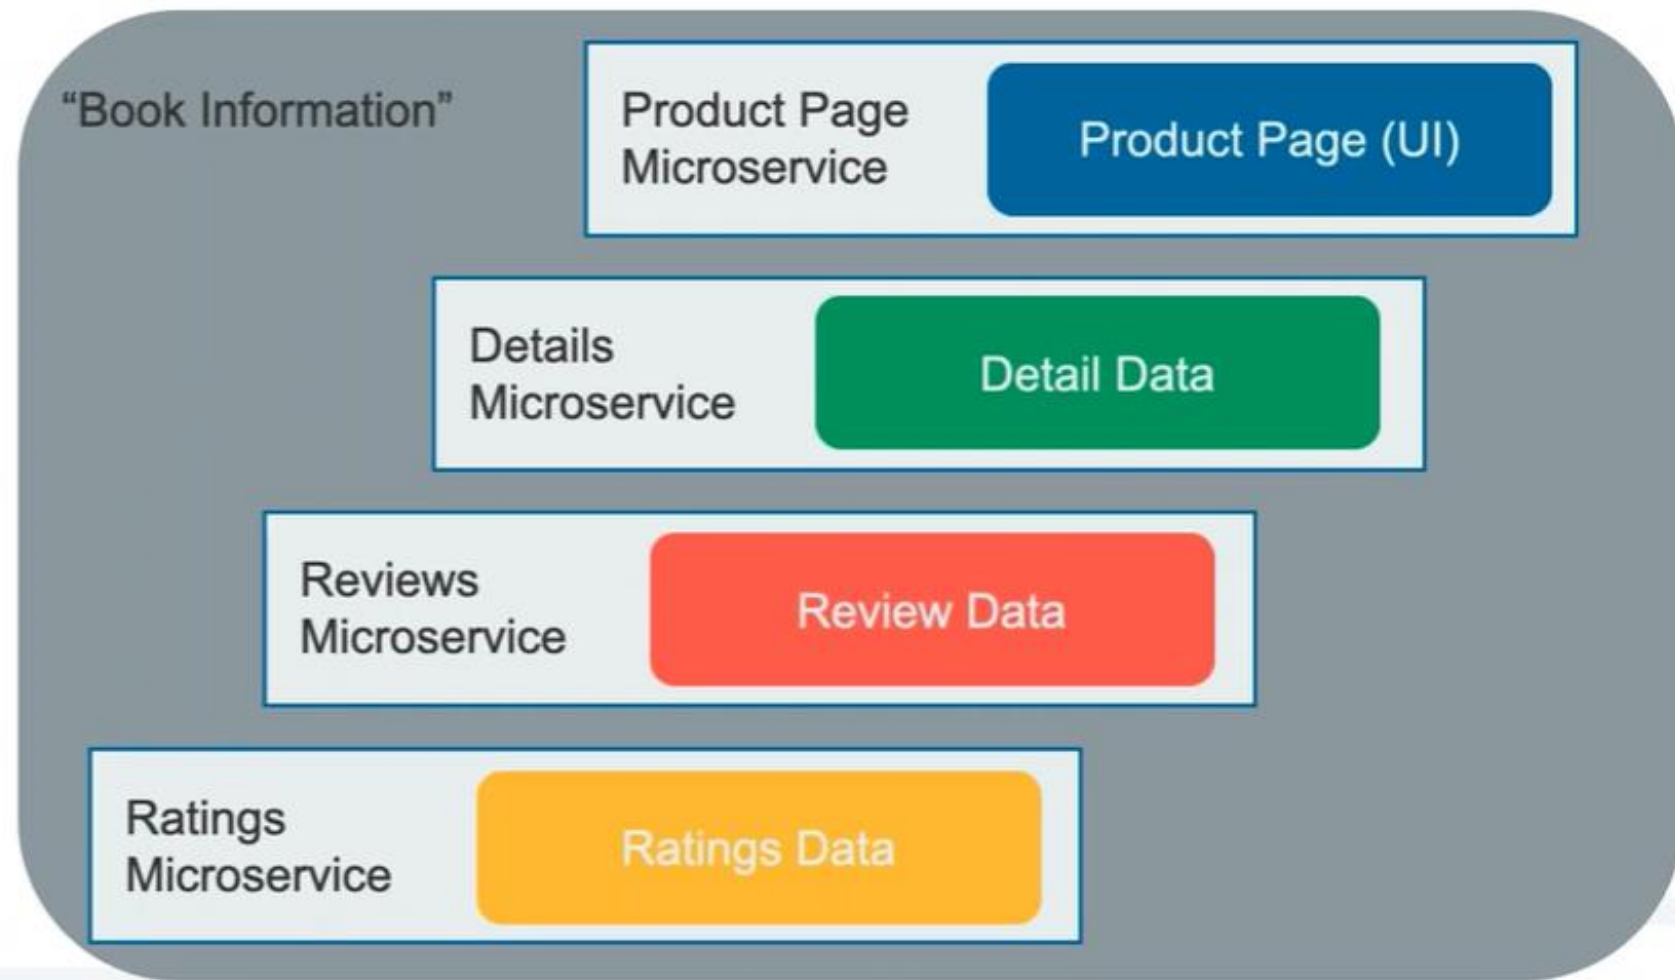 “Book Information”
Product Page
Microservice
Product Page (UI)
Details
Microservice
Detail Data
Reviews
Microservice
Review Data
Ratings
Microservice
Ratings Data